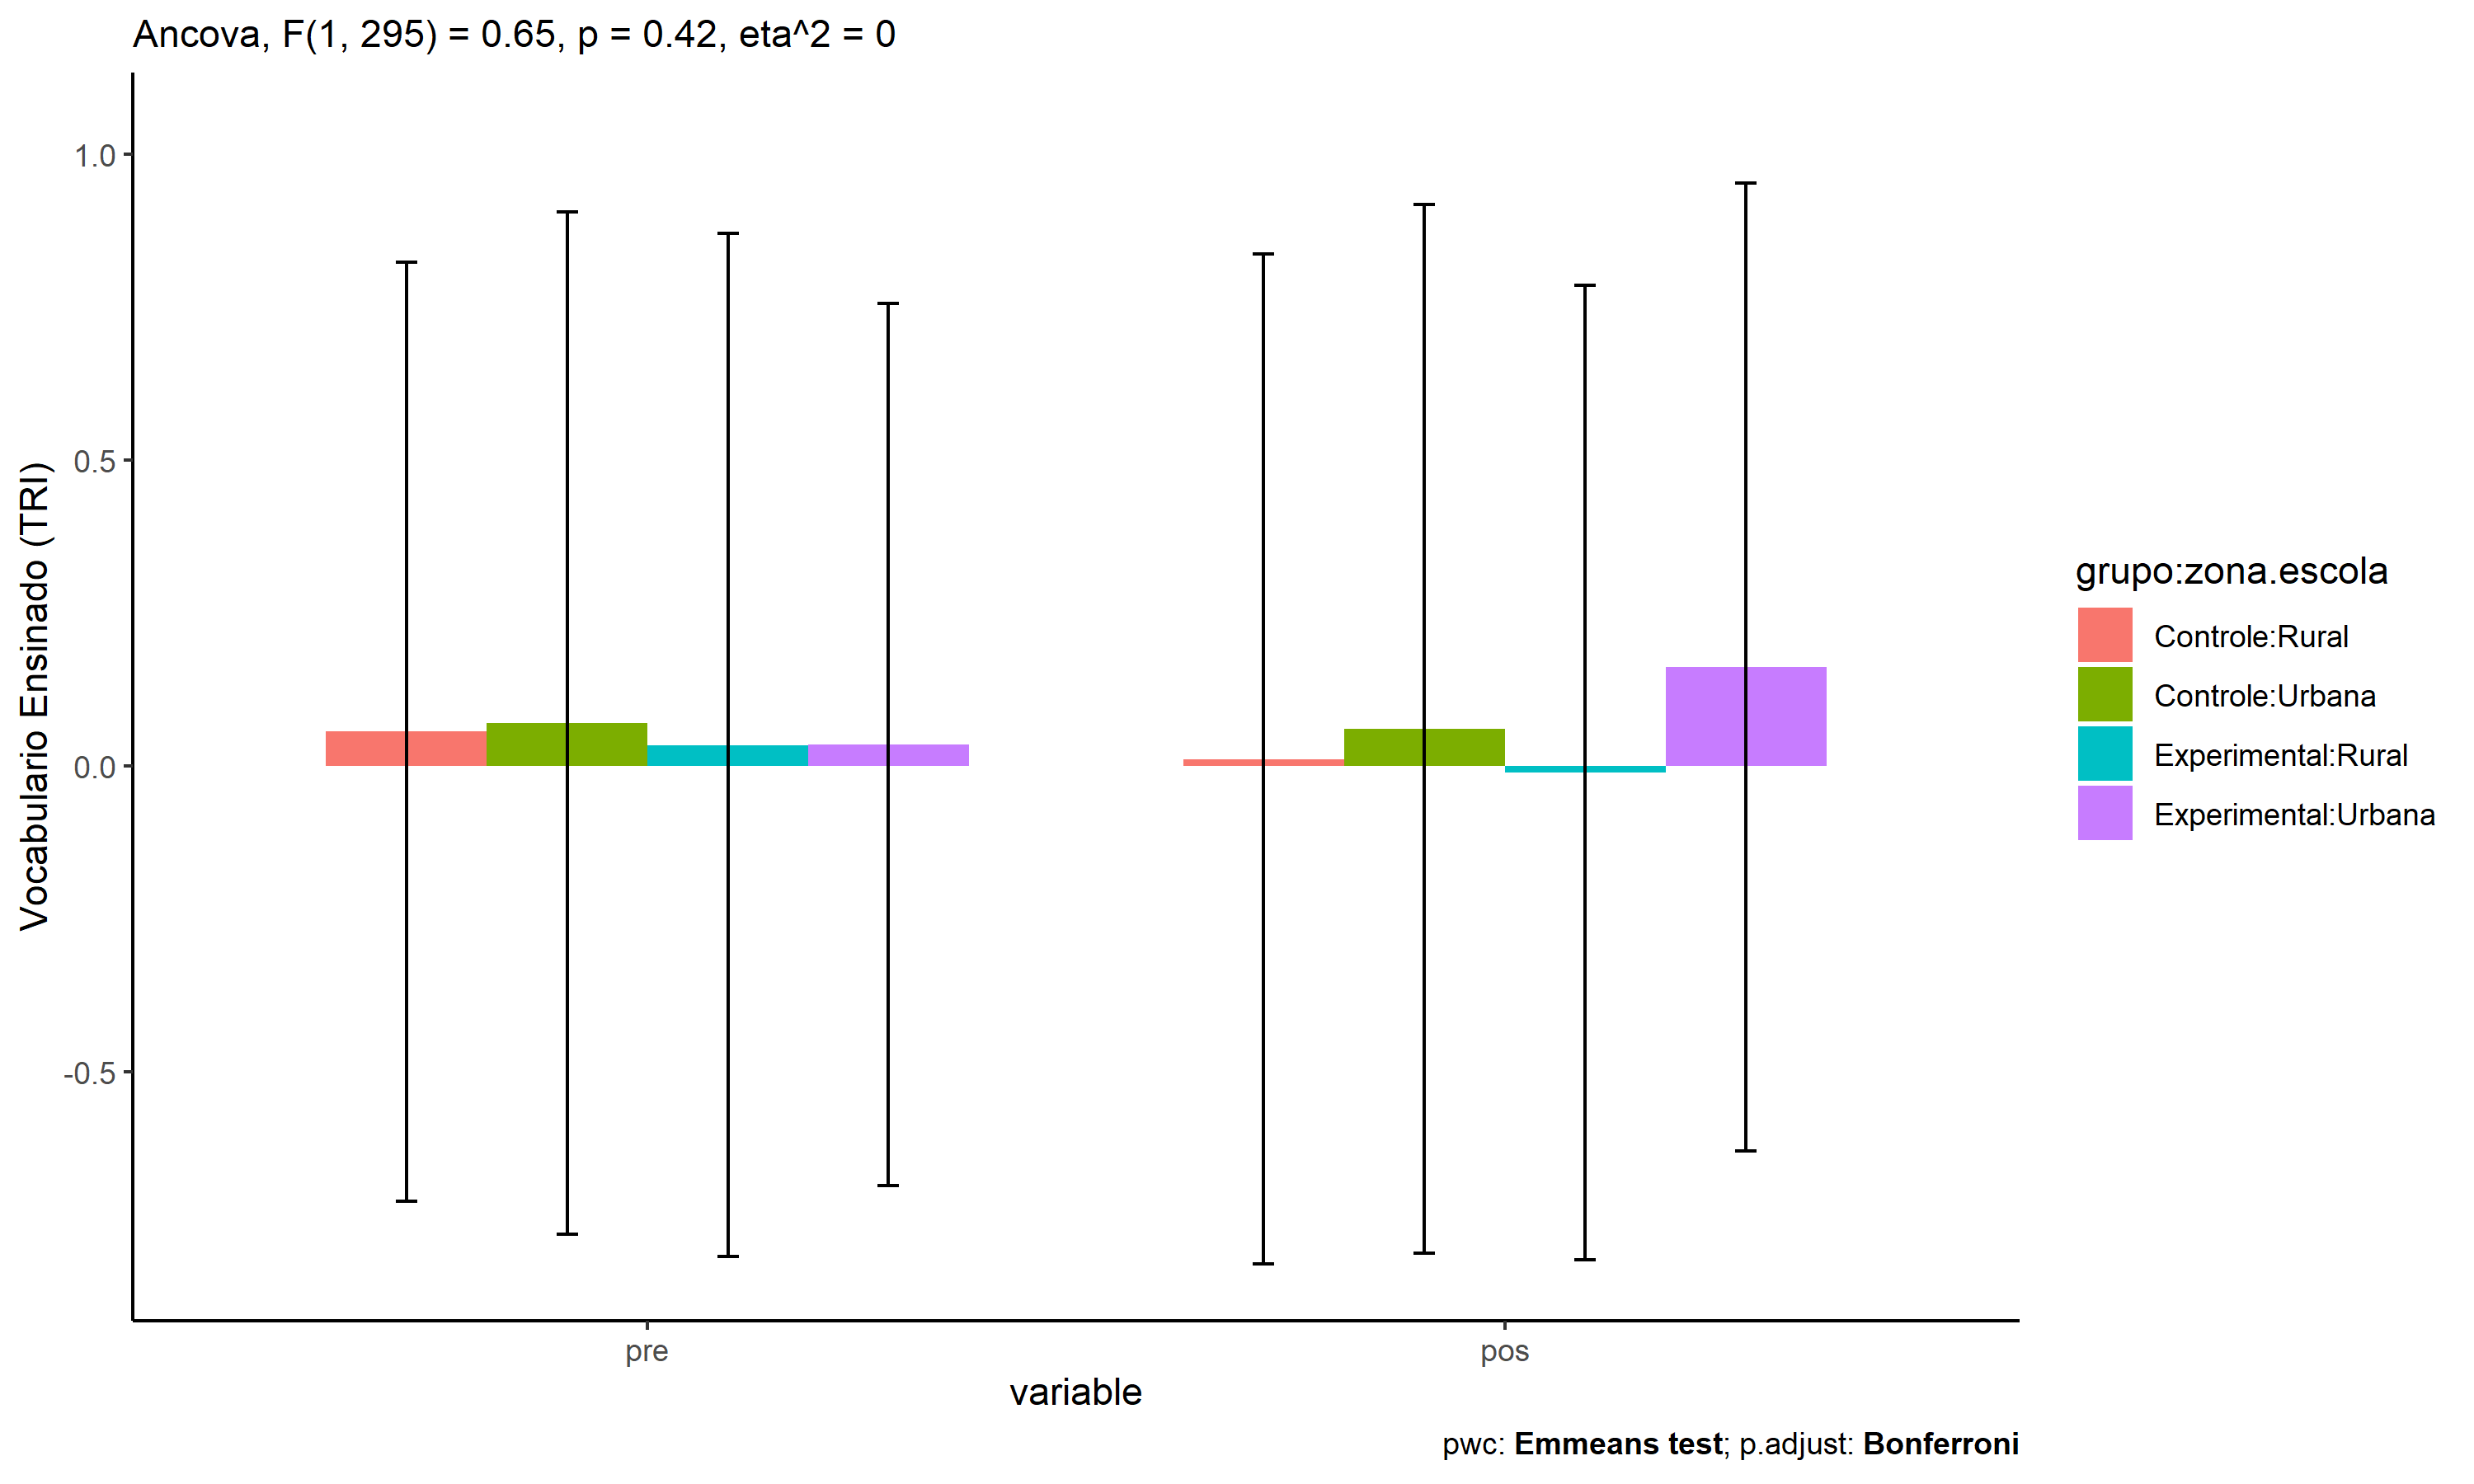 Ancova, F(1, 295) = 0.65, p = 0.42, eta^2 = 0
Vocabulario Ensinado (TRI)
1.0
0.5
0.0
-0.5
pre
pos
variable
grupo:zona.escola
Controle:Rural
Controle:Urbana
Experimental:Rural
Experimental:Urbana
pwc: Emmeans test; p.adjust: Bonferroni